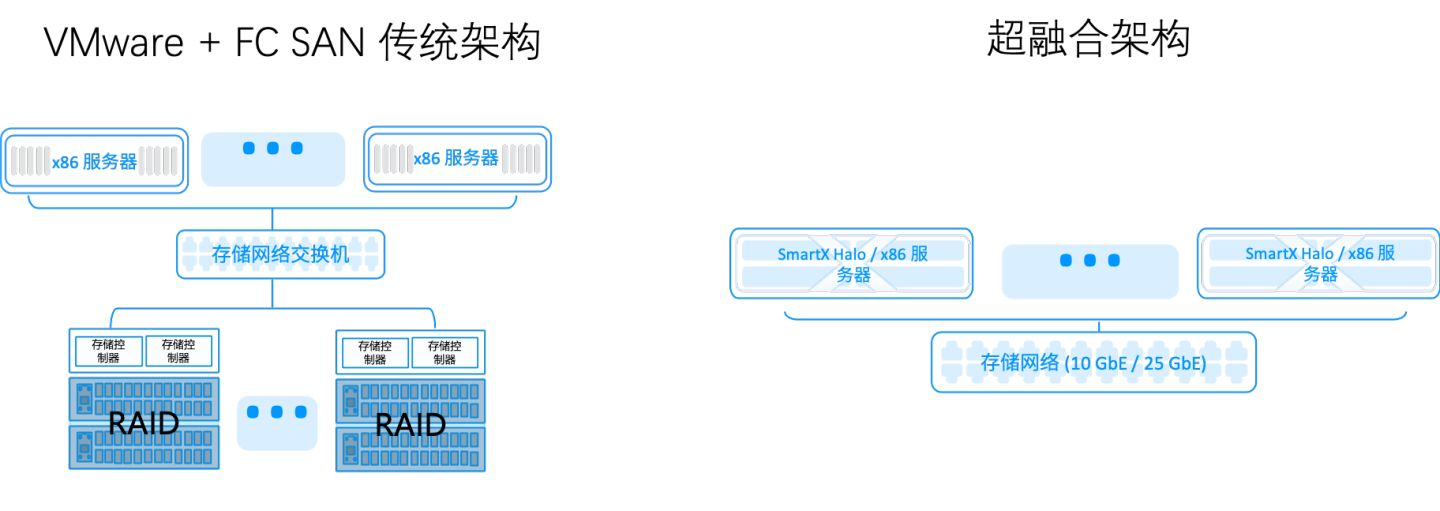 VMware + FC SAN 传统架构
x86 服务器
x86 服务器
存储网络交换机
存储控
制器
存储控
制器
存储控
制器
存储控
制器
RAID
RAID
超融合架构
SmartX Halo / x86 服
务器
SmartX Halo / x86 服
务器
存储网络 (10 GbE / 25 GbE)